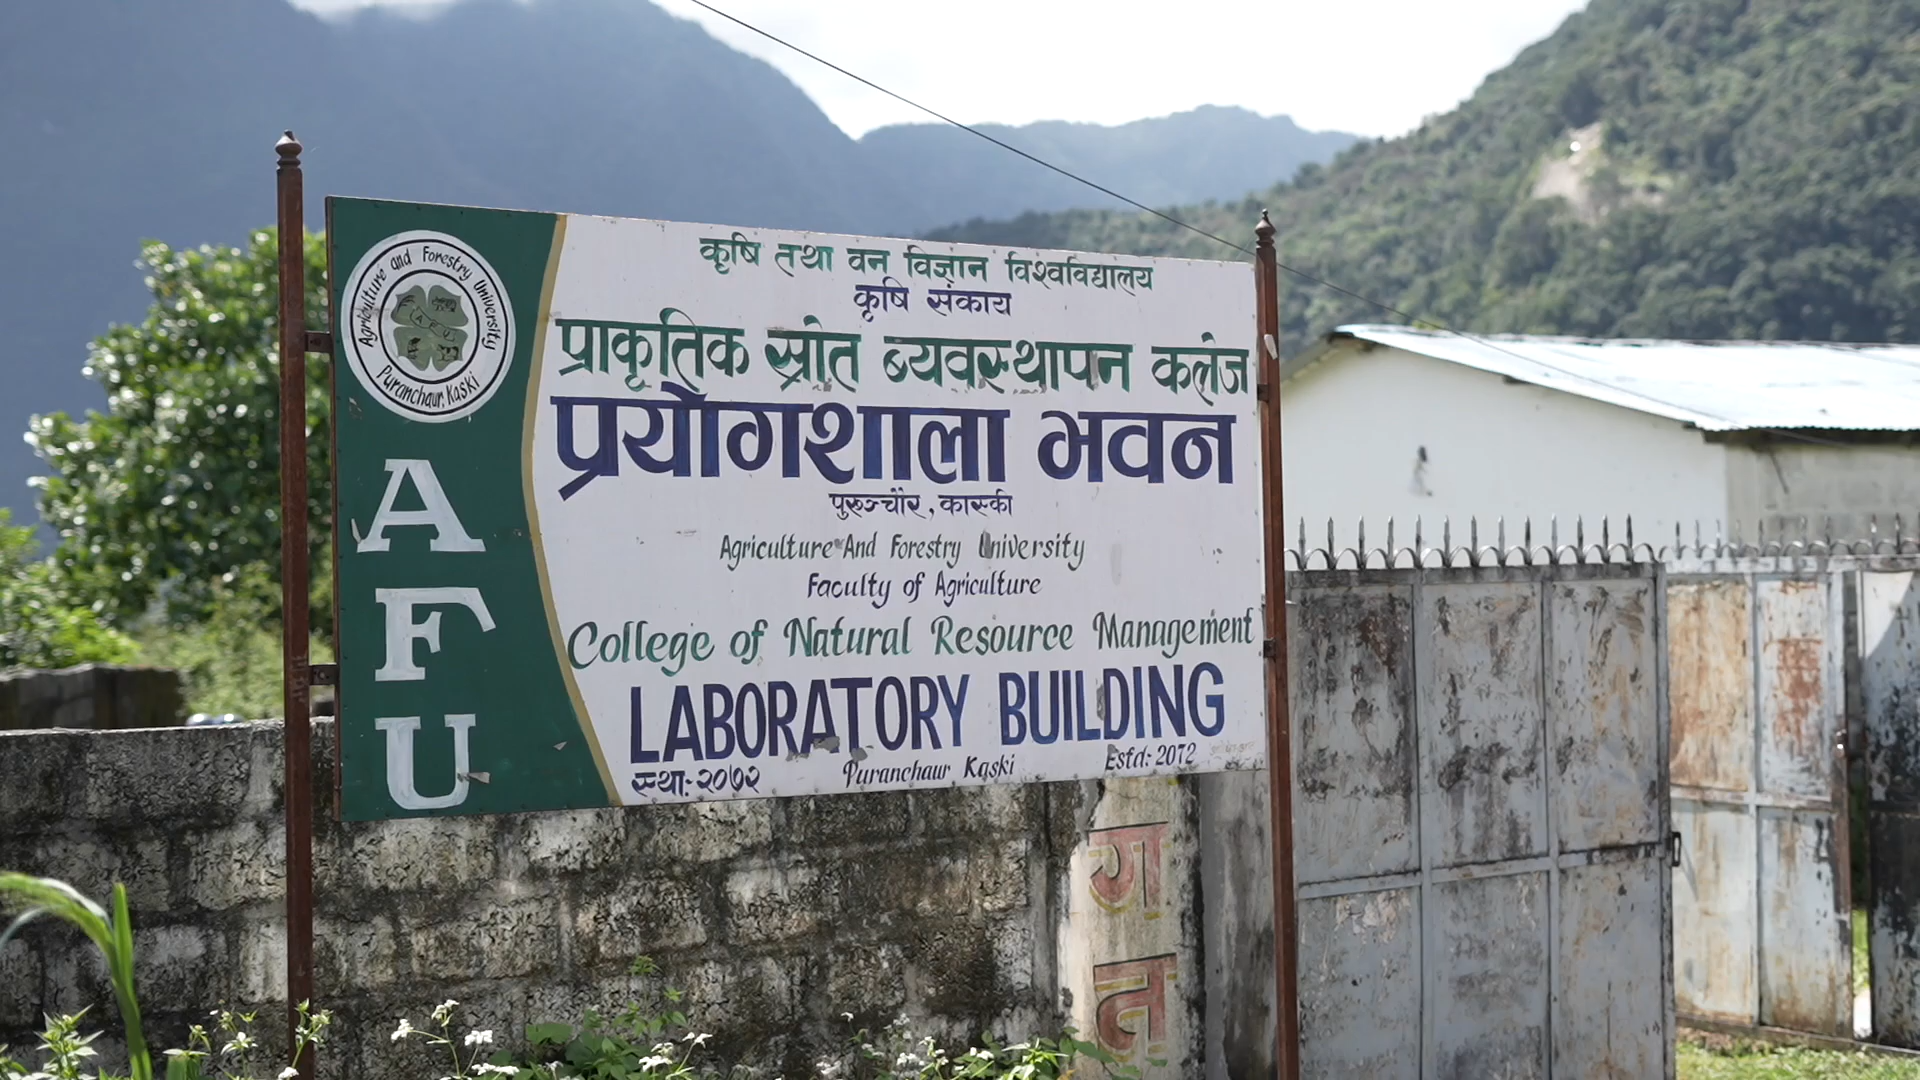 Agriculture and Forestry University
AFU
Puranchaur, Kaski
AFU
कृषि तथा वन विज्ञान विश्वविद्यालय
कृषि संकाय
प्राकृतिक स्रोत व्यवस्थापन कलेज
प्रयोगशाला भवन
पुरुञ्चौर, कास्की
Agriculture And Forestry University
Faculty of Agriculture
College of Natural Resource Management
LABORATORY BUILDING
स्था:-२०७२
Puranchaur, Kaski
Estd: 2072
ग
त